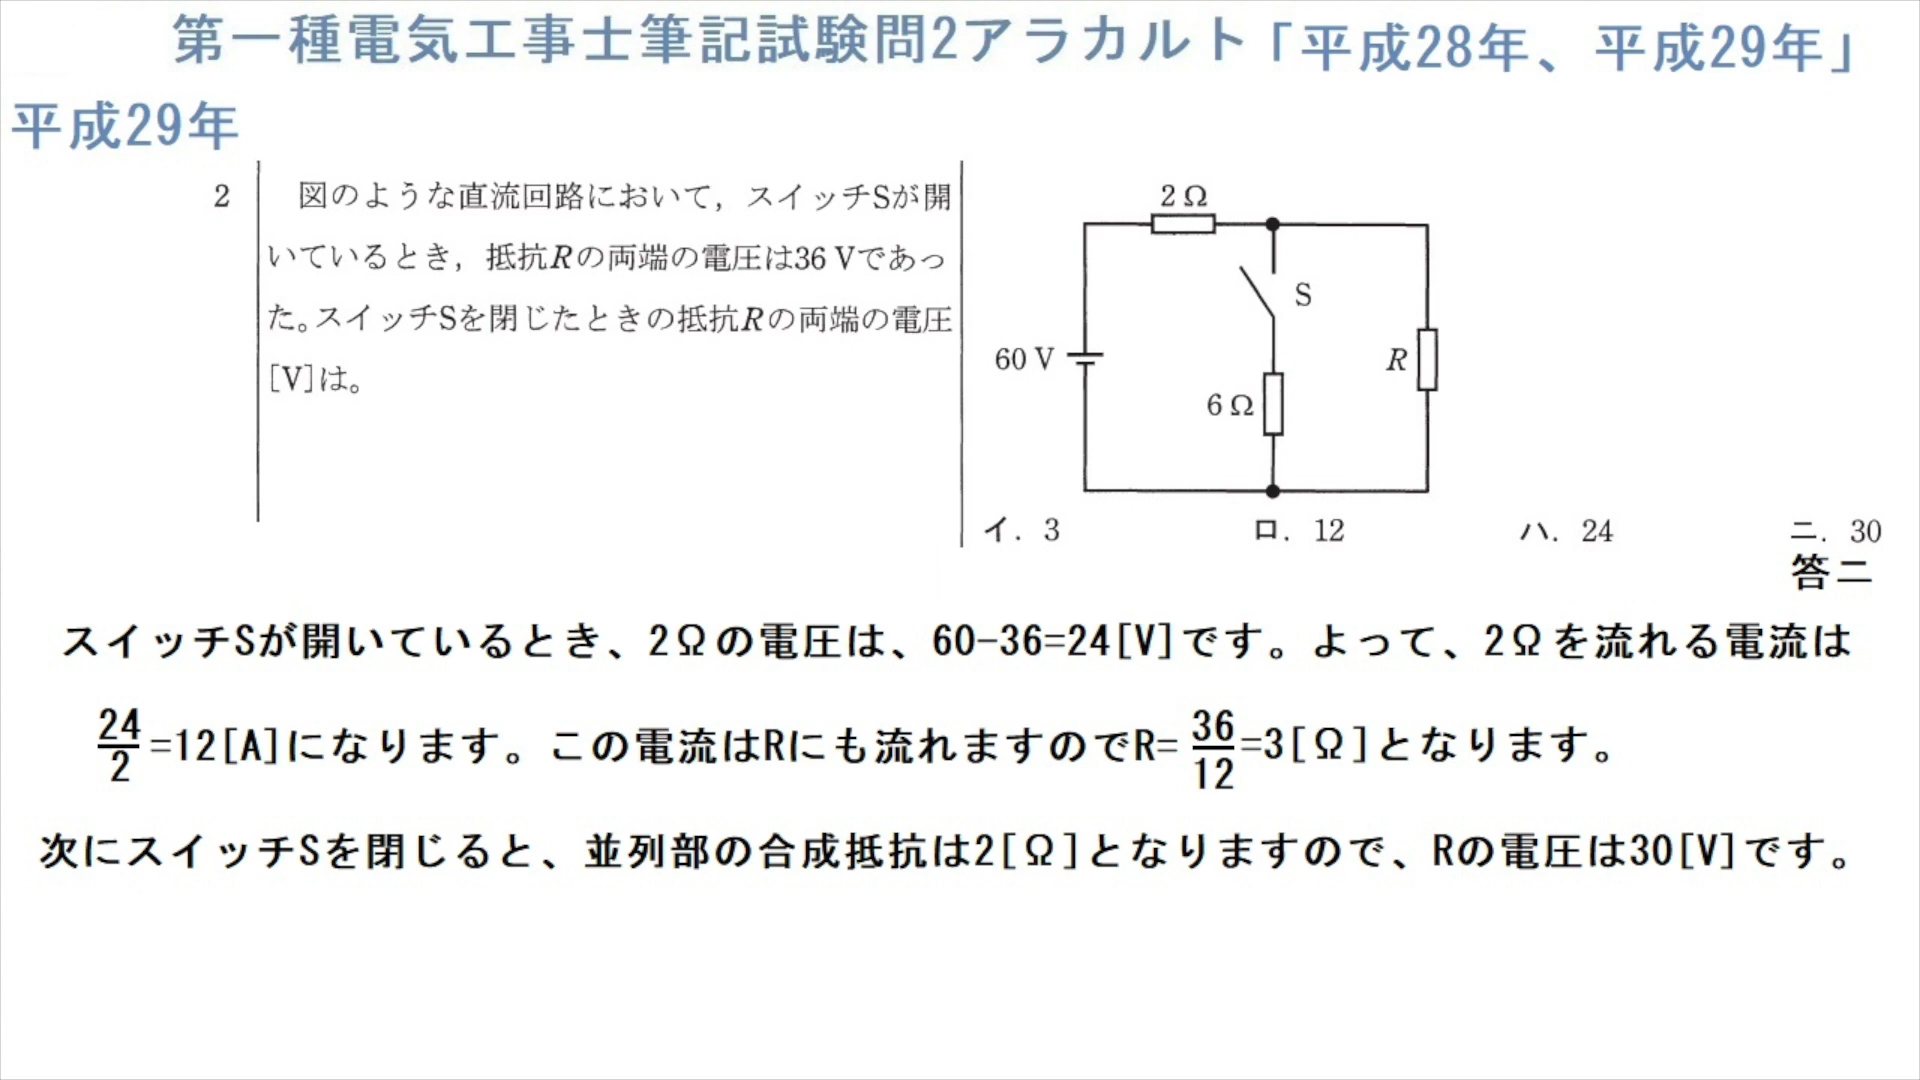 第一種電気工事士筆記試験問2アラカルト「平成28年、平成29年」
平成29年
2
図のような直流回路において，スイッチSが開
いているとき，抵抗Rの両端の電圧は36 Vであっ
た。スイッチSを閉じたときの抵抗Rの両端の電圧
[V]は。
2 Ω
S
60 V
R
6 Ω
イ．3 ロ．12 ハ．24 ニ．30
答ニ
スイッチSが開いているとき、2Ωの電圧は、60-36=24[V]です。よって、2Ωを流れる電流は
24/2=12[A]になります。この電流はRにも流れますのでR=36/12=3[Ω]となります。
次にスイッチSを閉じると、並列部の合成抵抗は2[Ω]となりますので、Rの電圧は30[V]です。